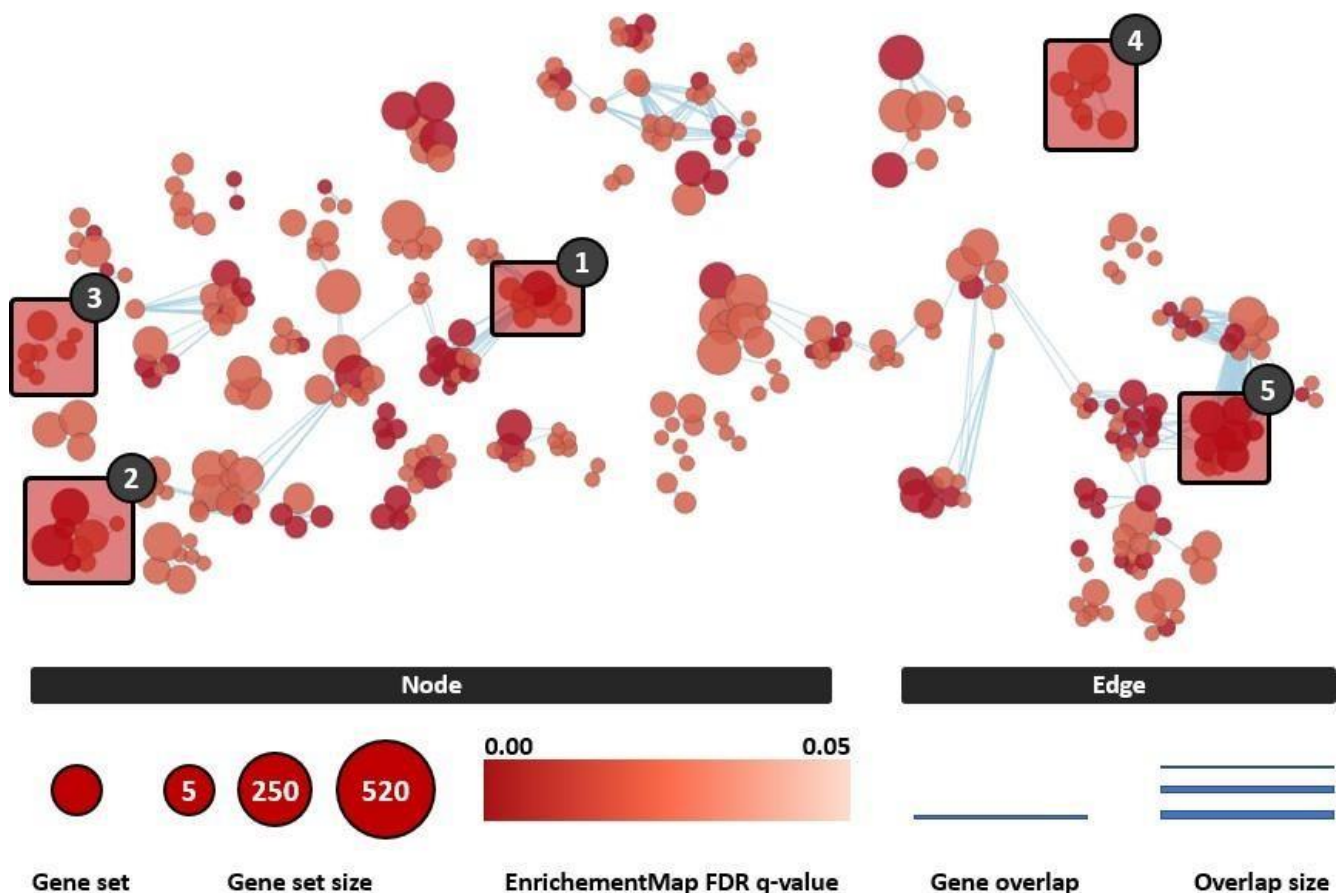 4
1
3
5
2
Node
Edge
0.00 0.05
5 250 520
Gene set Gene set size EnrichementMap FDR q-value Gene overlap Overlap size